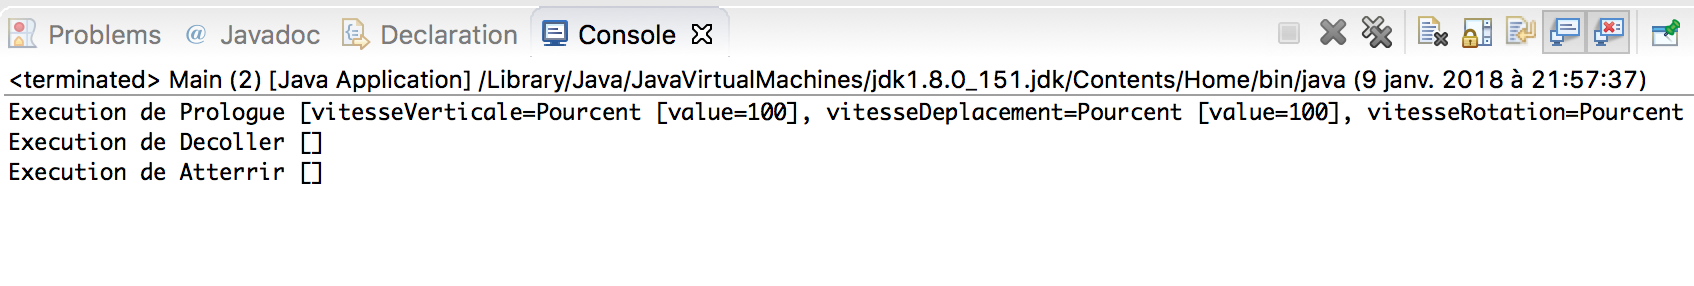 Problems @ Javadoc Declaration Console
<terminated> Main (2) [Java Application] /Library/Java/JavaVirtualMachines/jdk1.8.0_151.jdk/Contents/Home/bin/java (9 janv. 2018 à 21:57:37)
Execution de Prologue [vitesseVerticale=Pourcent [value=100], vitesseDeplacement=Pourcent [value=100], vitesseRotation=Pourcent
Execution de Decoller []
Execution de Atterrir []